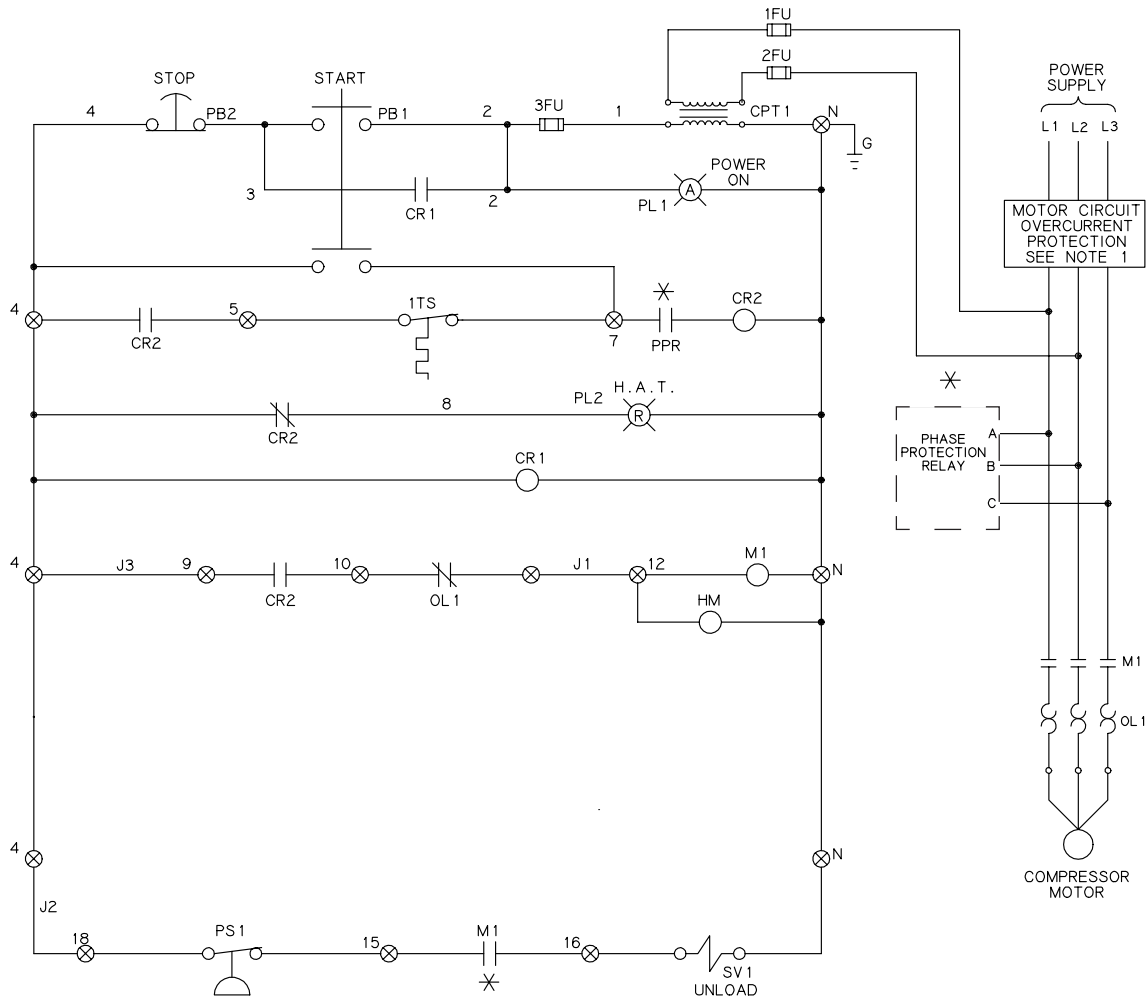 1FU
2FU
POWER
SUPPLY
L1 L2 L3
STOP
START
4
PB2
PB1
2
3FU
1
CPT1
N
G
3
CR1
2
PL1
A
POWER
ON
MOTOR CIRCUIT
OVERCURRENT
PROTECTION
SEE NOTE 1
4
CR2
5
1TS
7
PPR
CR2
CR2
8
PL2
H.A.T.
R
PHASE
PROTECTION
RELAY
A
B
C
CR1
4
J3
9
CR2
10
OL1
J1
12
M1
N
HM
M1
OL1
4
N
COMPRESSOR
MOTOR
J2
18
PS1
15
M1
16
SV1
UNLOAD